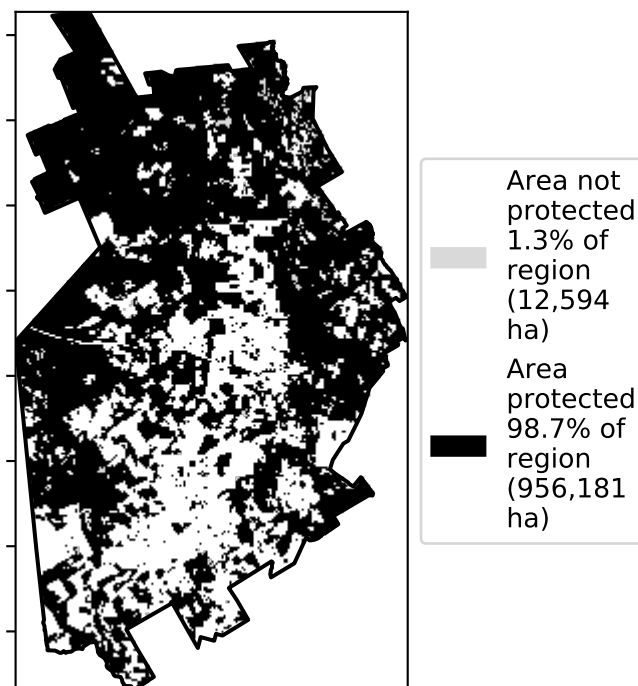 Area not
protected
1.3% of
region
(12,594
ha)
Area
protected
98.7% of
region
(956,181
ha)